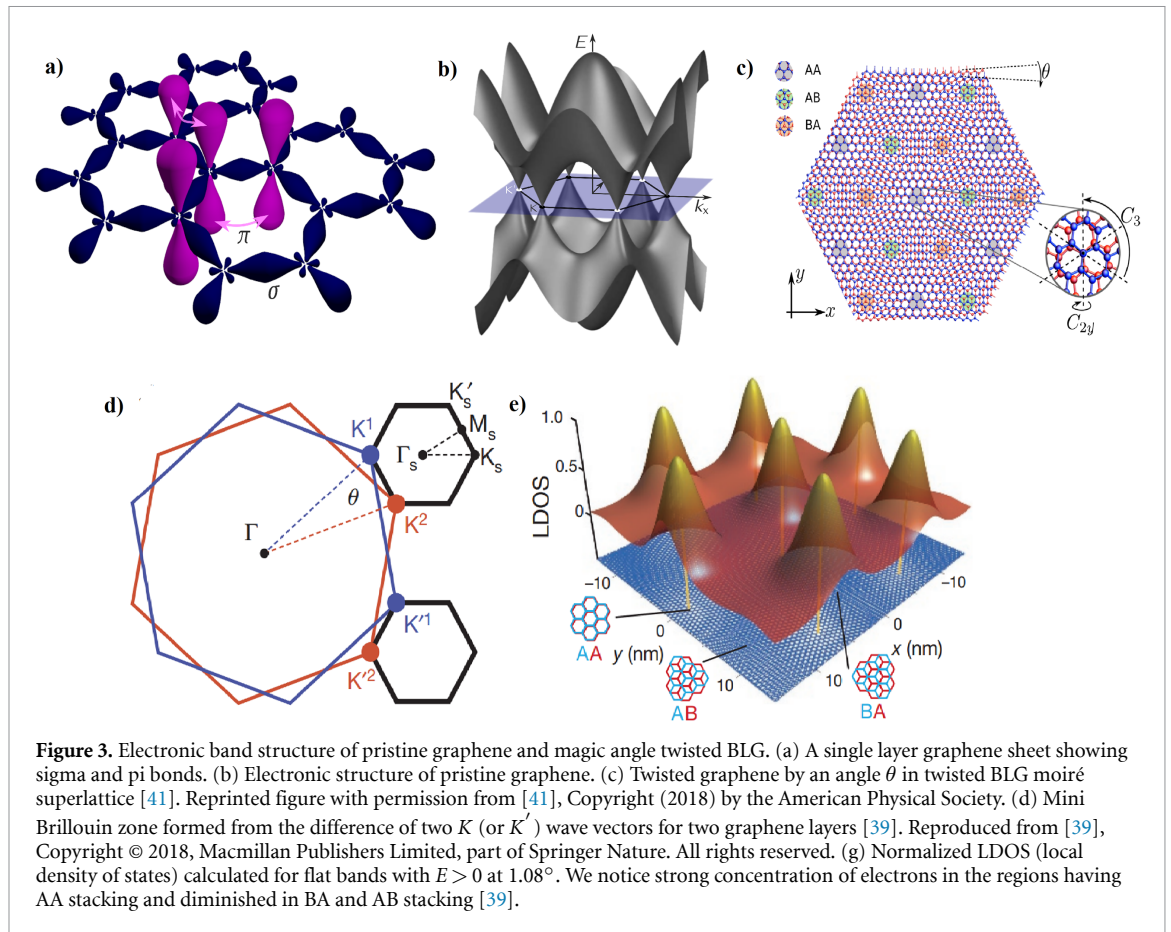 a)
π
σ
b)
E
K
K
kₓ
c)
AA
AB
BA
θ
y
x
C₃
C₂y
d)
K¹
K′ₛ
Mₛ
Γₛ
Kₛ
θ
K²
Γ
K′¹
K′²
e)
LDOS
1.0
0.5
0
−10
0
10
y (nm)
−10
0
10
x (nm)
AA
AB
BA
Figure 3. Electronic band structure of pristine graphene and magic angle twisted BLG. (a) A single layer graphene sheet showing
sigma and pi bonds. (b) Electronic structure of pristine graphene. (c) Twisted graphene by an angle θ in twisted BLG moiré
superlattice [41]. Reprinted figure with permission from [41], Copyright (2018) by the American Physical Society. (d) Mini
Brillouin zone formed from the difference of two K (or K′) wave vectors for two graphene layers [39]. Reproduced from [39],
Copyright © 2018, Macmillan Publishers Limited, part of Springer Nature. All rights reserved. (g) Normalized LDOS (local
density of states) calculated for flat bands with E > 0 at 1.08°. We notice strong concentration of electrons in the regions having
AA stacking and diminished in BA and AB stacking [39].